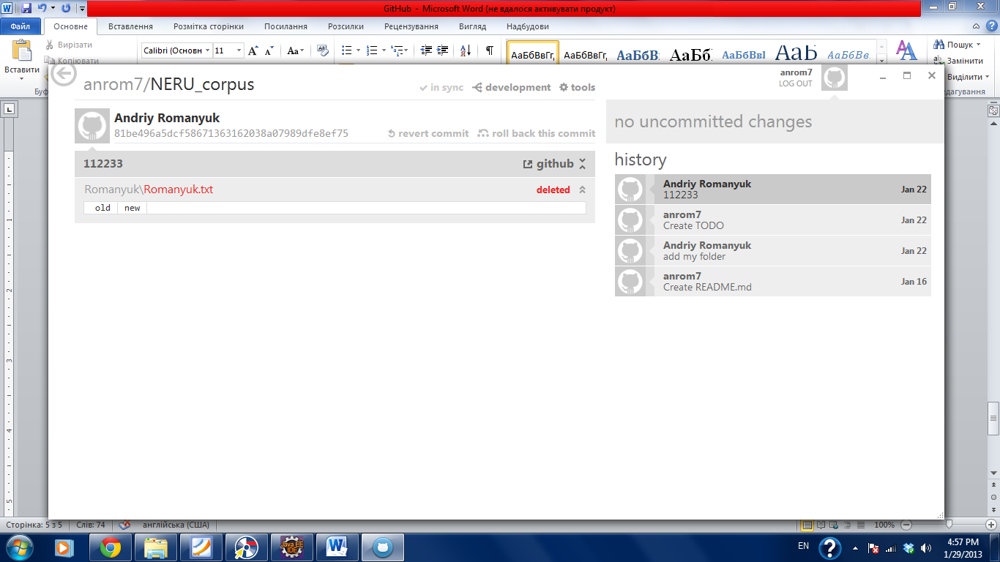 GitHub - Microsoft Word (не вдалося активувати продукт)
Файл Основне Вставлення Розмітка сторінки Посилання Розсилки Рецензування Вигляд Надбудови
Вставити
Вирізати
Копіювати
Calibri (Основн 11
АаБбВвГг, АаБбВвГг, АаБбВ АаБб. АаБбВвІ АаЬ АаБбВв.
Пошук
Замінити
Виділити
дагування
anrom7/NERU_corpus
in sync development tools
anrom7
LOG OUT
Andriy Romanyuk
81be496a5dcf58671363162038a07989dfe8ef75
revert commit roll back this commit
112233 github
Romanyuk\Romanyuk.txt deleted
old new
no uncommitted changes
history
Andriy Romanyuk
112233
Jan 22
anrom7
Create TODO
Jan 22
Andriy Romanyuk
add my folder
Jan 22
anrom7
Create README.md
Jan 16
Сторінка: 5 з 5 Слів: 74 англійська (США) 100%
Java EE
IDE
EN
4:57 PM
1/29/2013